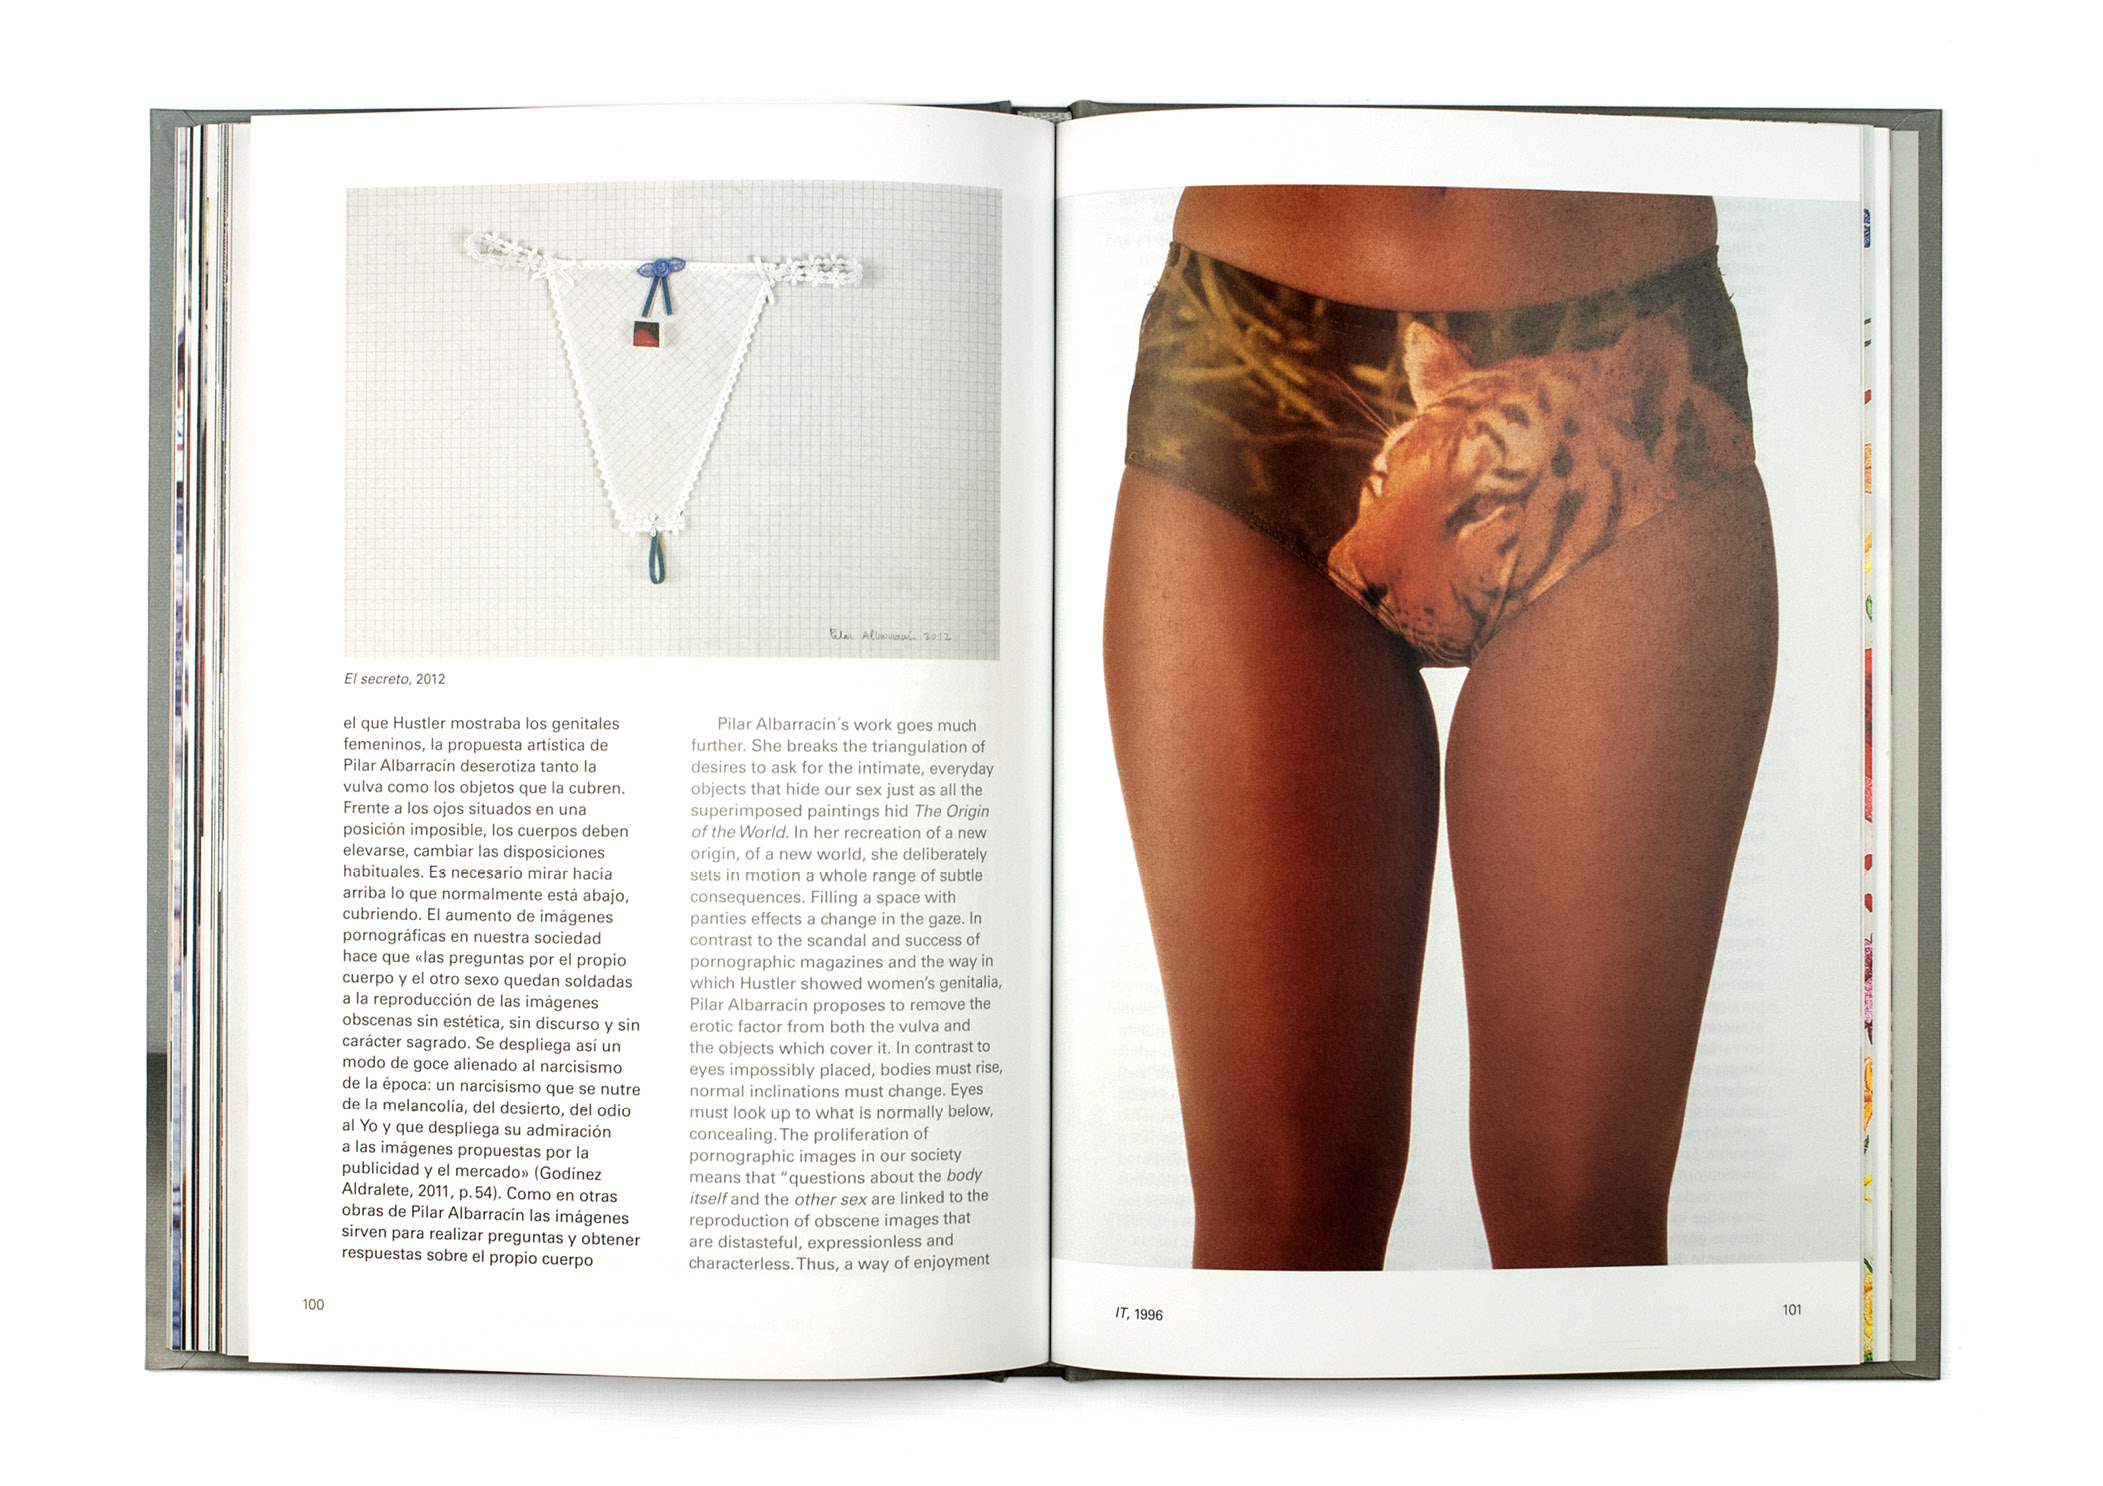 Pilar Albarracín 2012
El secreto, 2012
el que Hustler mostraba los genitales
femeninos, la propuesta artística de
Pilar Albarracín deserotiza tanto la
vulva como los objetos que la cubren.
Frente a los ojos situados en una
posición imposible, los cuerpos deben
elevarse, cambiar las disposiciones
habituales. Es necesario mirar hacia
arriba lo que normalmente está abajo,
cubriendo. El aumento de imágenes
pornográficas en nuestra sociedad
hace que «las preguntas por el propio
cuerpo y el otro sexo quedan soldadas
a la reproducción de las imágenes
obscenas sin estética, sin discurso y sin
carácter sagrado. Se despliega así un
modo de goce alienado al narcisismo
de la época: un narcisismo que se nutre
de la melancolía, del desierto, del odio
al Yo y que despliega su admiración
a las imágenes propuestas por la
publicidad y el mercado» (Godínez
Aldralete, 2011, p. 54). Como en otras
obras de Pilar Albarracín las imágenes
sirven para realizar preguntas y obtener
respuestas sobre el propio cuerpo
Pilar Albarracín´s work goes much
further. She breaks the triangulation of
desires to ask for the intimate, everyday
objects that hide our sex just as all the
superimposed paintings hid The Origin
of the World. In her recreation of a new
origin, of a new world, she deliberately
sets in motion a whole range of subtle
consequences. Filling a space with
panties effects a change in the gaze. In
contrast to the scandal and success of
pornographic magazines and the way in
which Hustler showed women's genitalia,
Pilar Albarracín proposes to remove the
erotic factor from both the vulva and
the objects which cover it. In contrast to
eyes impossibly placed, bodies must rise,
normal inclinations must change. Eyes
must look up to what is normally below,
concealing. The proliferation of
pornographic images in our society
means that "questions about the body
itself and the other sex are linked to the
reproduction of obscene images that
are distasteful, expressionless and
characterless. Thus, a way of enjoyment
100
IT, 1996
101